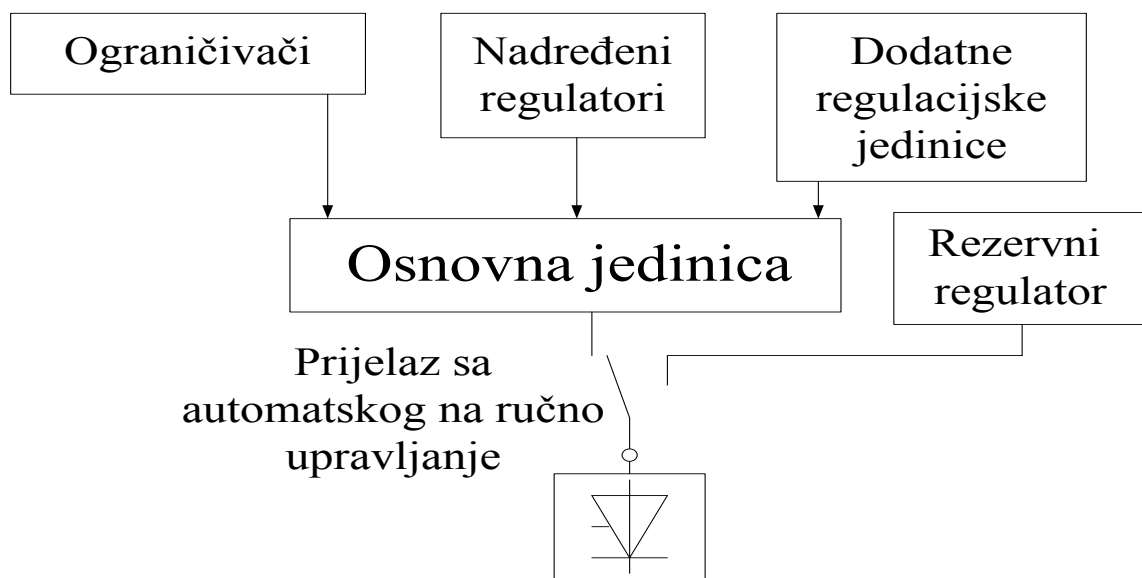 Ograničivači
Nadređeni
regulatori
Dodatne
regulacijske
jedinice
Osnovna jedinica
Rezervni
regulator
Prijelaz sa
automatskog na ručno
upravljanje